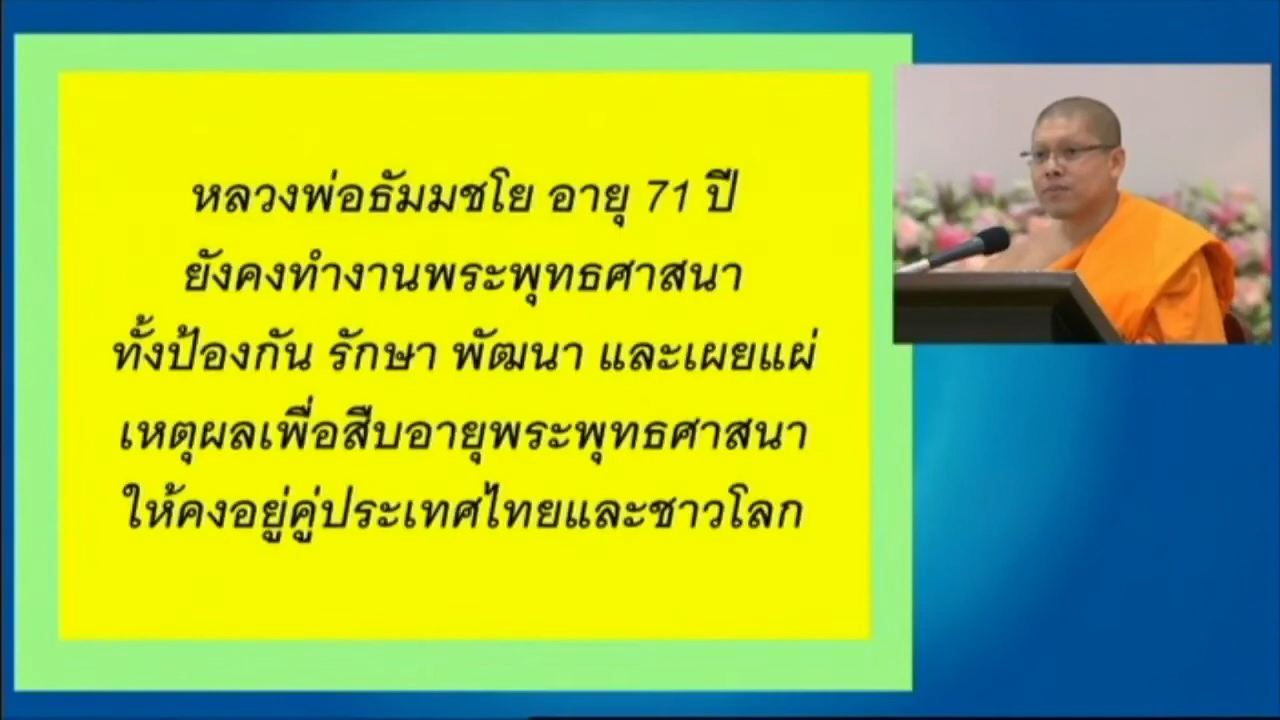 หลวงพ่อธัมมชโย อายุ 71 ปี
ยังคงทำงานพระพุทธศาสนา
ทั้งป้องกัน รักษา พัฒนา และเผยแผ่
เหตุผลเพื่อสืบอายุพระพุทธศาสนา
ให้คงอยู่คู่ประเทศไทยและชาวโลก